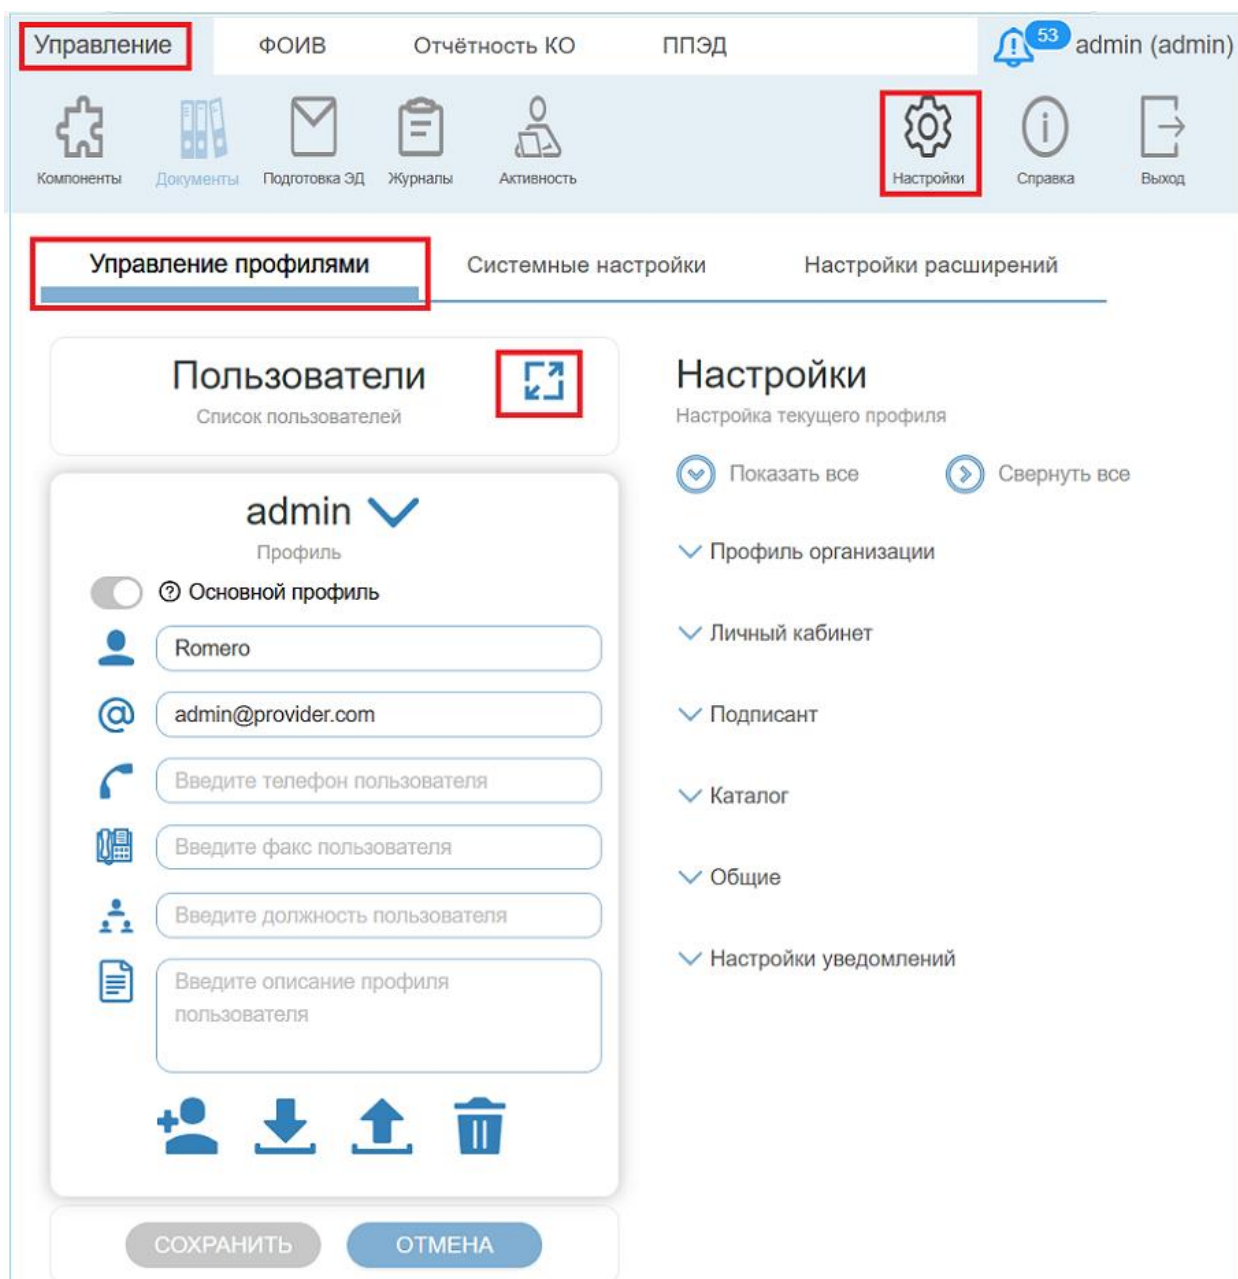 Управление ФОИВ Отчётность КО ППЭД 53 admin (admin)
Компоненты Документы Подготовка ЭД Журналы Активность Настройки Справка Выход
Управление профилями Системные настройки Настройки расширений
Пользователи
Список пользователей
Настройки
Настройка текущего профиля
Показать все Свернуть все
admin
Профиль
Основной профиль
Romero
admin@provider.com
Введите телефон пользователя
Введите факс пользователя
Введите должность пользователя
Введите описание профиля
пользователя
Профиль организации
Личный кабинет
Подписант
Каталог
Общие
Настройки уведомлений
СОХРАНИТЬ ОТМЕНА